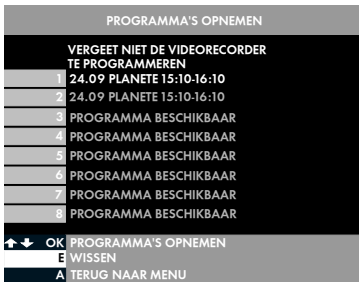 PROGRAMMA'S OPNEMEN
VERGEET NIET DE VIDEORECORDER
TE PROGRAMMEREN
1 24.09 PLANETE 15:10-16:10
2 24.09 PLANETE 15:10-16:10
3 PROGRAMMA BESCHIKBAAR
4 PROGRAMMA BESCHIKBAAR
5 PROGRAMMA BESCHIKBAAR
6 PROGRAMMA BESCHIKBAAR
7 PROGRAMMA BESCHIKBAAR
8 PROGRAMMA BESCHIKBAAR
OK PROGRAMMA'S OPNEMEN
E WISSEN
A TERUG NAAR MENU